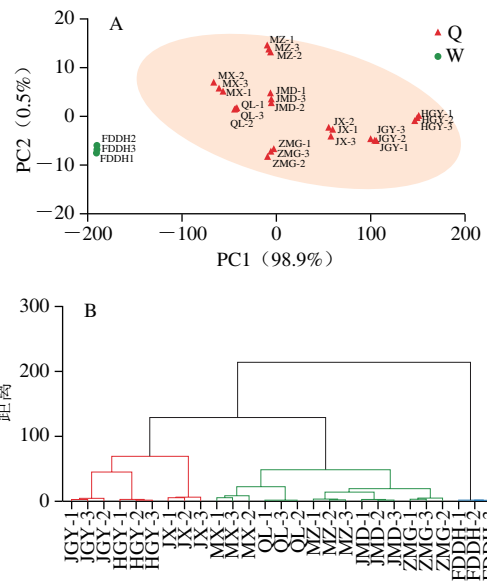 A
Q
W
PC2（0.5%）
20
10
0
−10
−20
MZ-1
MZ-3
MZ-2
MX-2
MX-3
MX-1
JMD-1
JMD-3
JMD-2
QL-1
QL-3
QL-2
JX-2
JX-1
JX-3
HGY-1
HGY-2
HGY-3
JGY-3
JGY-2
JGY-1
ZMG-1
ZMG-3
ZMG-2
FDDH2
FDDH3
FDDH1
−200
−100
0
100
200
PC1（98.9%）
B
距离
300
200
100
0
JGY-1
JGY-3
JGY-2
HGY-1
HGY-2
HGY-3
JX-1
JX-2
JX-3
MX-1
MX-3
MX-2
QL-1
QL-3
QL-2
MZ-1
MZ-2
MZ-3
JMD-1
JMD-2
JMD-3
ZMG-1
ZMG-3
ZMG-2
FDDH-1
FDDH-2
FDDH-3